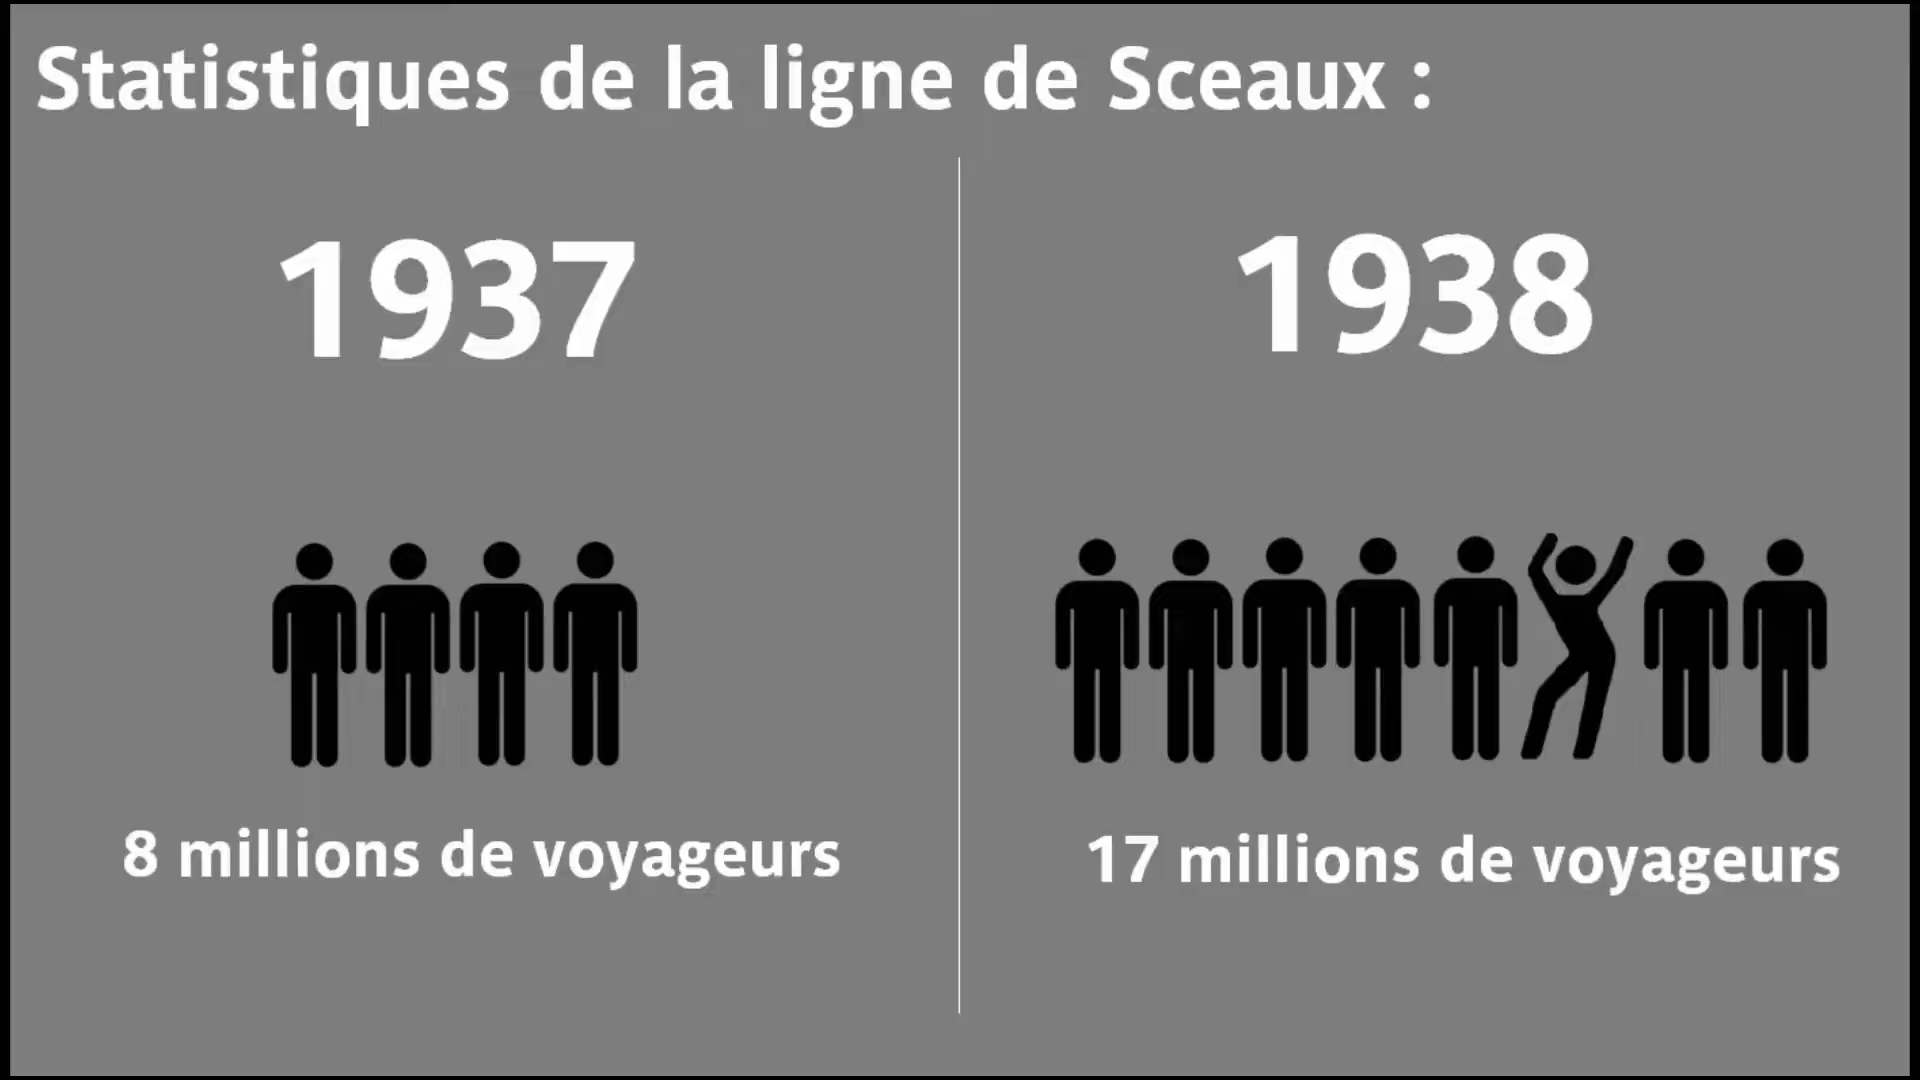 Statistiques de la ligne de Sceaux :
1937
8 millions de voyageurs
1938
17 millions de voyageurs